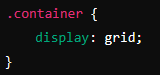 .container {
    display: grid;
}